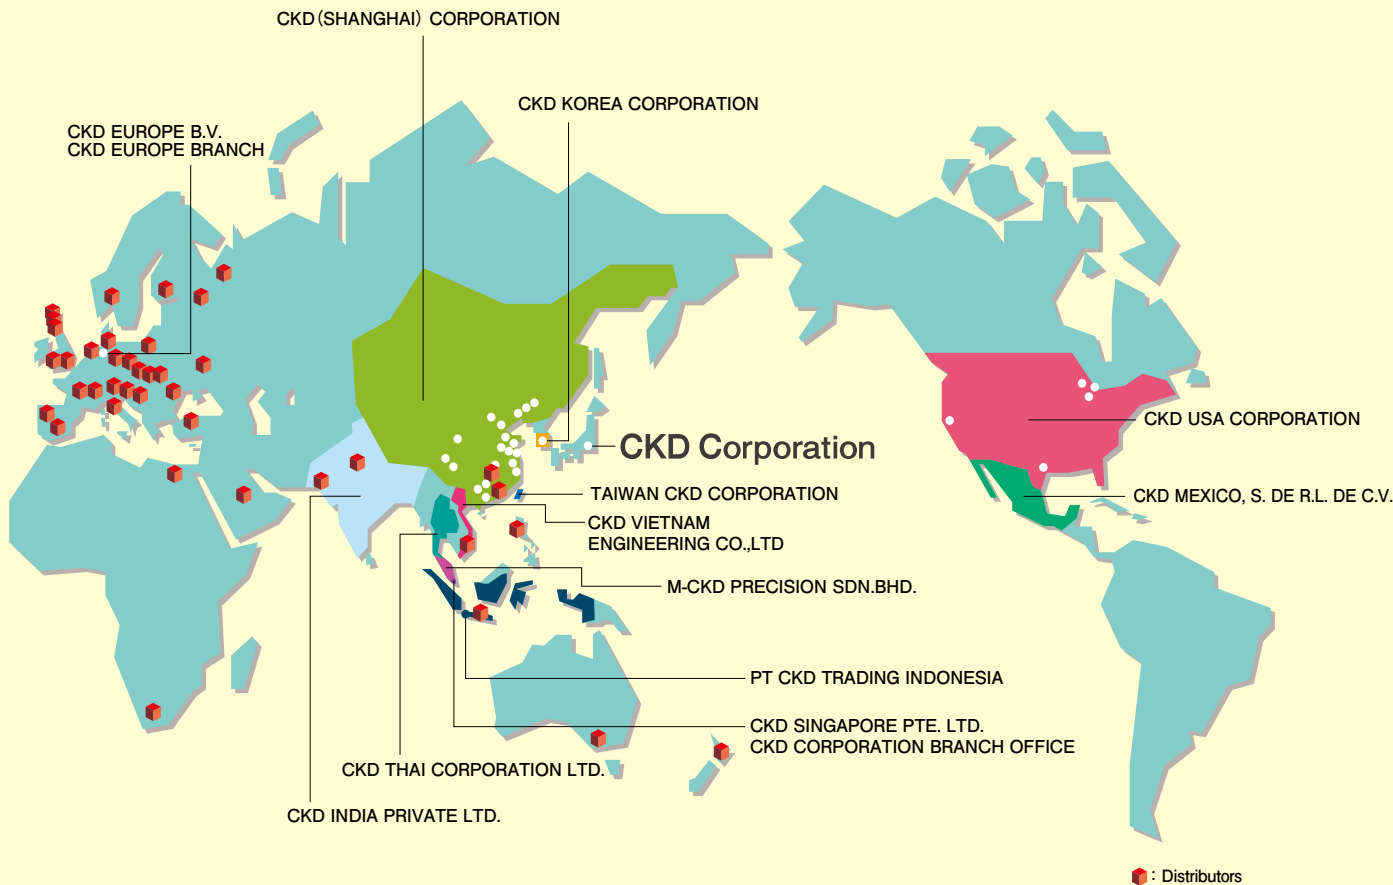 CKD(SHANGHAI) CORPORATION
CKD KOREA CORPORATION
CKD EUROPE B.V.
CKD EUROPE BRANCH
CKD USA CORPORATION
CKD Corporation
TAIWAN CKD CORPORATION
CKD MEXICO, S. DE R.L. DE C.V.
CKD VIETNAM
ENGINEERING CO.,LTD
M-CKD PRECISION SDN.BHD.
PT CKD TRADING INDONESIA
CKD SINGAPORE PTE. LTD.
CKD CORPORATION BRANCH OFFICE
CKD THAI CORPORATION LTD.
CKD INDIA PRIVATE LTD.
: Distributors